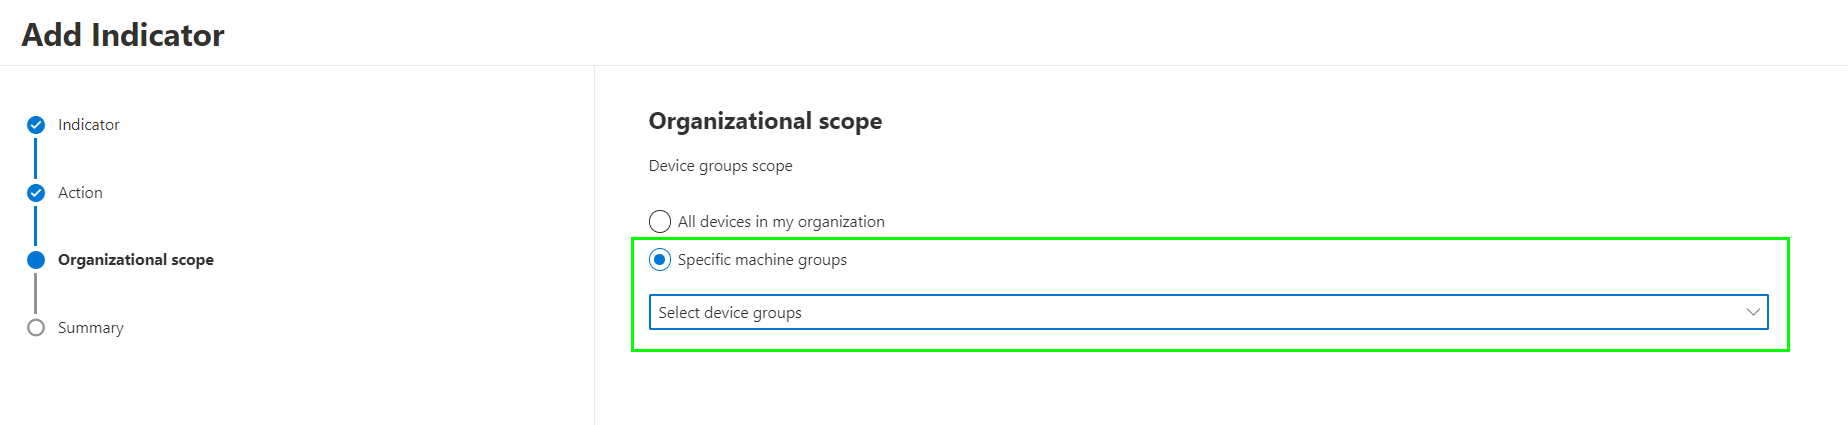 Add Indicator
Indicator
Action
Organizational scope
Summary
Organizational scope
Device groups scope
All devices in my organization
Specific machine groups
Select device groups